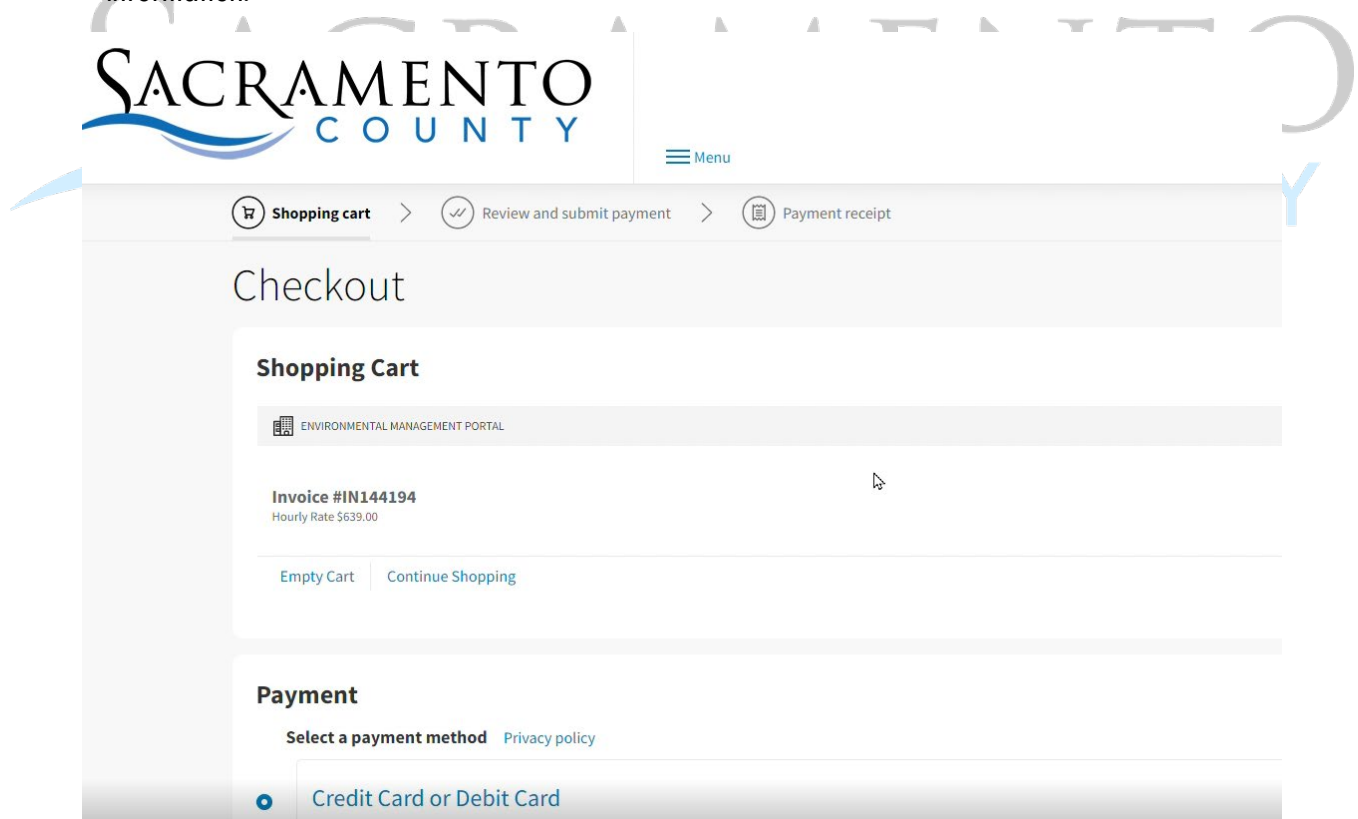 information.
SACRAMENTO
COUNTY
Menu
Shopping cart > Review and submit payment > Payment receipt
Checkout
Shopping Cart
ENVIRONMENTAL MANAGEMENT PORTAL
Invoice #IN144194
Hourly Rate $639.00
Empty Cart Continue Shopping
Payment
Select a payment method Privacy policy
Credit Card or Debit Card